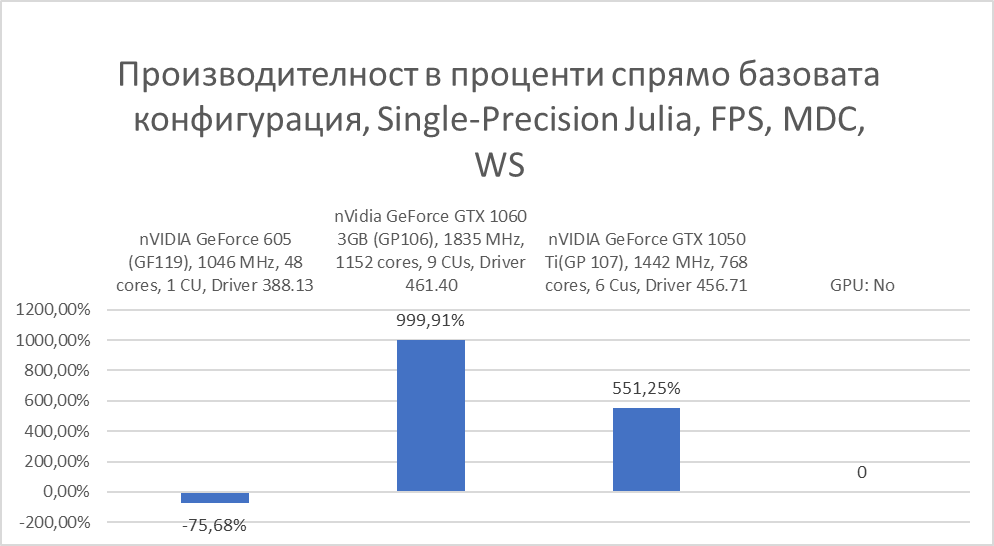 Производителност в проценти спрямо базовата
конфигурация, Single-Precision Julia, FPS, MDC,
WS
nVIDIA GeForce 605
(GF119), 1046 MHz, 48
cores, 1 CU, Driver 388.13
nVidia GeForce GTX 1060
3GB (GP106), 1835 MHz,
1152 cores, 9 CUs, Driver
461.40
nVIDIA GeForce GTX 1050
Ti(GP 107), 1442 MHz, 768
cores, 6 Cus, Driver 456.71
GPU: No
1200,00%
1000,00%
800,00%
600,00%
400,00%
200,00%
0,00%
-200,00%
-75,68%
999,91%
551,25%
0